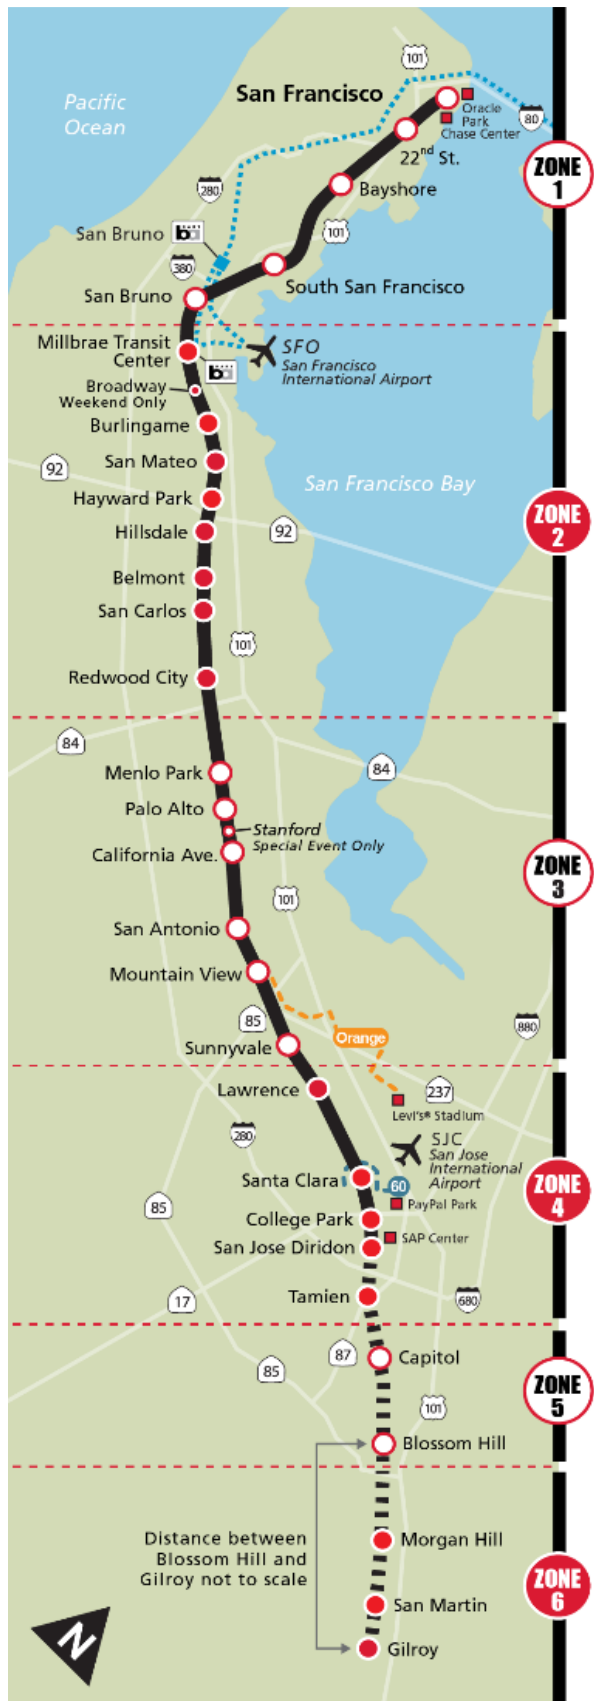 101
San Francisco
Pacific
Ocean
Oracle
Park
Chase Center
80
22nd St.
ZONE
1
280
Bayshore
San Bruno
ba
101
380
South San Francisco
San Bruno
Millbrae Transit
Center
SFO
San Francisco
International Airport
ba
Broadway
Weekend Only
Burlingame
San Mateo
92
San Francisco Bay
Hayward Park
ZONE
2
Hillsdale
92
Belmont
San Carlos
101
Redwood City
84
84
Menlo Park
Palo Alto
Stanford
Special Event Only
California Ave.
ZONE
3
101
San Antonio
Mountain View
85
880
Orange
Sunnyvale
Lawrence
237
Levi's® Stadium
280
SJC
San Jose
International
Airport
Santa Clara
60
ZONE
4
85
PayPal Park
College Park
SAP Center
San Jose Diridon
Tamien
17
680
87
Capitol
85
ZONE
5
101
Blossom Hill
Distance between
Blossom Hill and
Gilroy not to scale
Morgan Hill
ZONE
6
San Martin
N
Gilroy